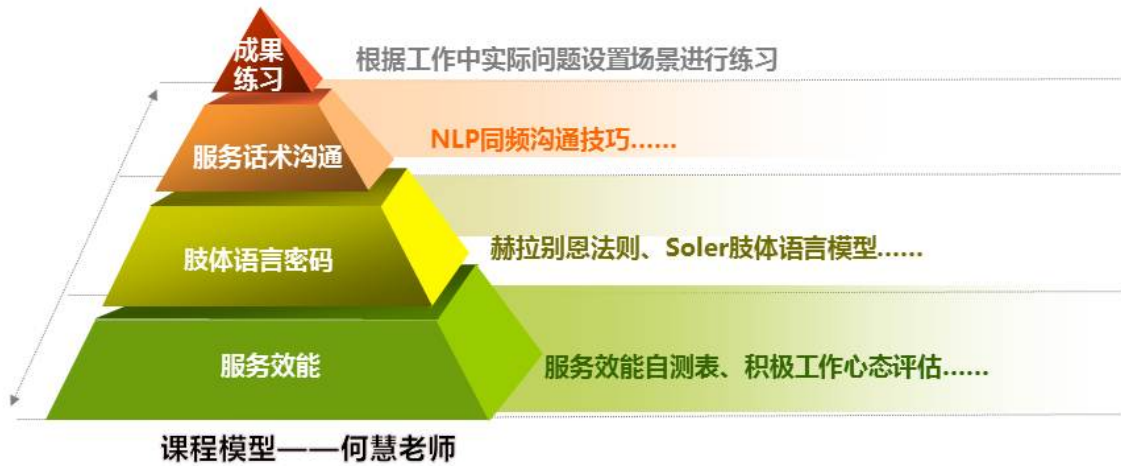 成果
练习
根据工作中实际问题设置场景进行练习
服务话术沟通
NLP同频沟通技巧……
肢体语言密码
赫拉别恩法则、Soler肢体语言模型……
服务效能
服务效能自测表、积极工作心态评估……
课程模型——何慧老师